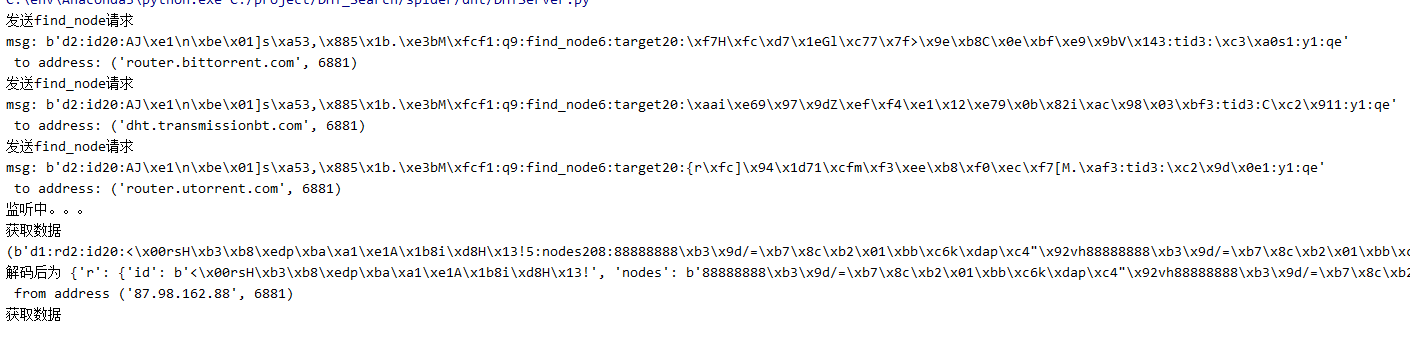 C:\env\Anaconda3\python.exe C:/project/Dht_Search/spider/dht/DhtServer.py
发送find_node请求
msg: b'd2:id20:AJ\xe1\n\xbe\x01]s\xa53,\x885\x1b.\xe3bM\xfcf1:q9:find_node6:target20:\xf7H\xfc\xd7\x1eGl\xc77\x7f>\x9e\xb8C\x0e\xbf\xe9\x9bV\x143:tid3:\xc3\xa0s1:y1:qe'
 to address: ('router.bittorrent.com', 6881)
发送find_node请求
msg: b'd2:id20:AJ\xe1\n\xbe\x01]s\xa53,\x885\x1b.\xe3bM\xfcf1:q9:find_node6:target20:\xaai\xe69\x97\x9dZ\xef\xf4\xe1\x12\xe79\x0b\x82i\xac\x98\x03\xbf3:tid3:C\xc2\x911:y1:qe'
 to address: ('dht.transmissionbt.com', 6881)
发送find_node请求
msg: b'd2:id20:AJ\xe1\n\xbe\x01]s\xa53,\x885\x1b.\xe3bM\xfcf1:q9:find_node6:target20:{r\xfc]\x94\x1d71\xcfm\xf3\xee\xb8\xf0\xec\xf7[M.\xaf3:tid3:\xc2\x9d\x0e1:y1:qe'
 to address: ('router.utorrent.com', 6881)
监听中。。。
获取数据
(b'd1:rd2:id20:<\x00rsH\xb3\xb8\xedp\xba\xa1\xe1A\x1b8i\xd8H\x13!5:nodes208:88888888\xb3\x9d/=\xb7\x8c\xb2\x01\xbb\xc6k\xdap\xc4"\x92vh88888888\xb3\x9d/=\xb7\x8c\xb2\x01\xbb\xc
解码后为 {'r': {'id': b'<\x00rsH\xb3\xb8\xedp\xba\xa1\xe1A\x1b8i\xd8H\x13!', 'nodes': b'88888888\xb3\x9d/=\xb7\x8c\xb2\x01\xbb\xc6k\xdap\xc4"\x92vh88888888\xb3\x9d/=\xb7\x8c\xb2
 from address ('87.98.162.88', 6881)
获取数据